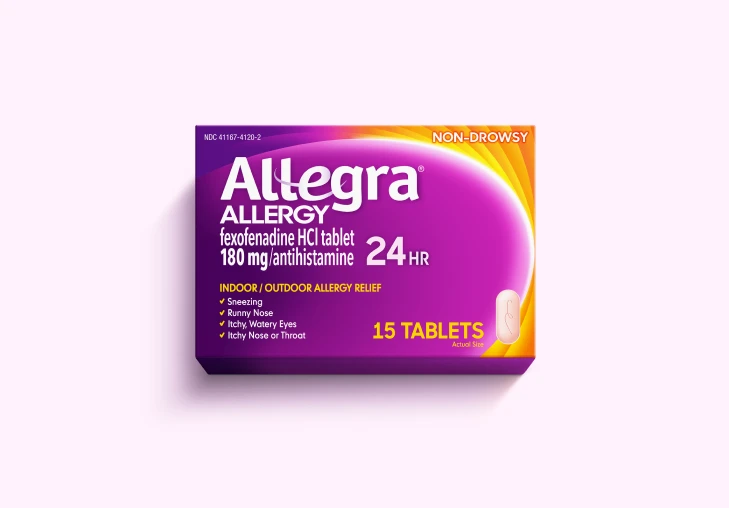 NDC 41167-4120-2
NON-DROWSY
Allegra®
ALLERGY
fexofenadine HCl tablet
180 mg/antihistamine
24 HR
INDOOR / OUTDOOR ALLERGY RELIEF
✓ Sneezing
✓ Runny Nose
✓ Itchy, Watery Eyes
✓ Itchy Nose or Throat
15 TABLETS
Actual Size